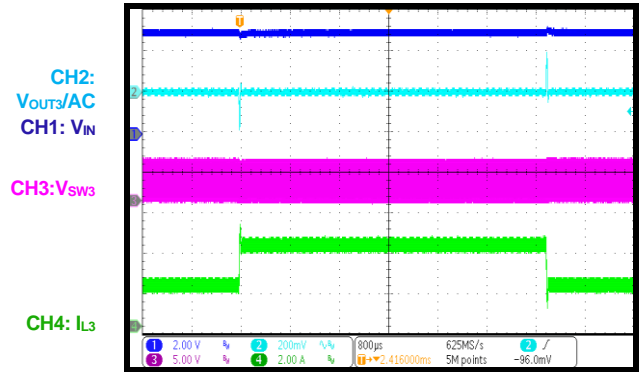 T
CH2:
VOUT3/AC
CH1: VIN
CH3:VSW3
CH4: IL3
2
1
3
4
1 2.00 V 2 200mV 800µs 625MS/s 2
3 5.00 V 4 2.00 A T→▼2.416000ms 5M points −96.0mV